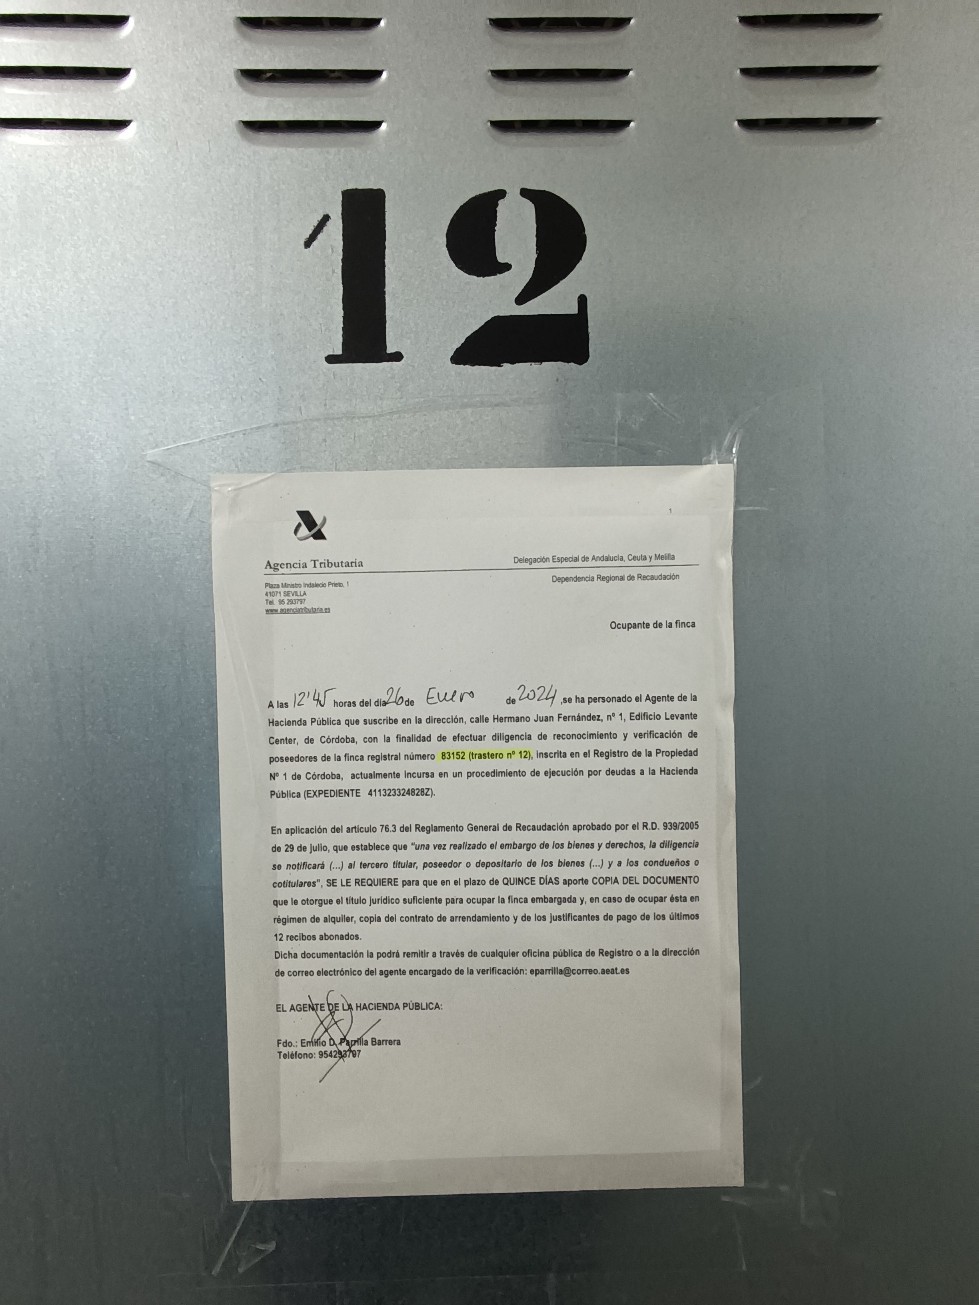 12
Agencia Tributaria
Delegación Especial de Andalucía, Ceuta y Melilla
Dependencia Regional de Recaudación
Plaza Ministro Indalecio Prieto, 1
41071 SEVILLA
Tel. 95 293797
www.agenciatributaria.es
Ocupante de la finca
A las 12'45 horas del día 26 de Enero de 2024 ,se ha personado el Agente de la
Hacienda Pública que suscribe en la dirección, calle Hermano Juan Fernández, nº 1, Edificio Levante
Center, de Córdoba, con la finalidad de efectuar diligencia de reconocimiento y verificación de
poseedores de la finca registral número 83152 (trastero nº 12), inscrita en el Registro de la Propiedad
Nº 1 de Córdoba, actualmente incursa en un procedimiento de ejecución por deudas a la Hacienda
Pública (EXPEDIENTE 411323324828Z).
En aplicación del artículo 76.3 del Reglamento General de Recaudación aprobado por el R.D. 939/2005
de 29 de julio, que establece que "una vez realizado el embargo de los bienes y derechos, la diligencia
se notificará (...) al tercero titular, poseedor o depositario de los bienes (...) y a los condueños o
cotitulares", SE LE REQUIERE para que en el plazo de QUINCE DÍAS aporte COPIA DEL DOCUMENTO
que le otorgue el título jurídico suficiente para ocupar la finca embargada y, en caso de ocupar ésta en
régimen de alquiler, copia del contrato de arrendamiento y de los justificantes de pago de los últimos
12 recibos abonados.
Dicha documentación la podrá remitir a través de cualquier oficina pública de Registro o a la dirección
de correo electrónico del agente encargado de la verificación: eparrilla@correo.aeat.es
EL AGENTE DE LA HACIENDA PÚBLICA:
Fdo.: Emilio D. Parrilla Barrera
Teléfono: 954293797